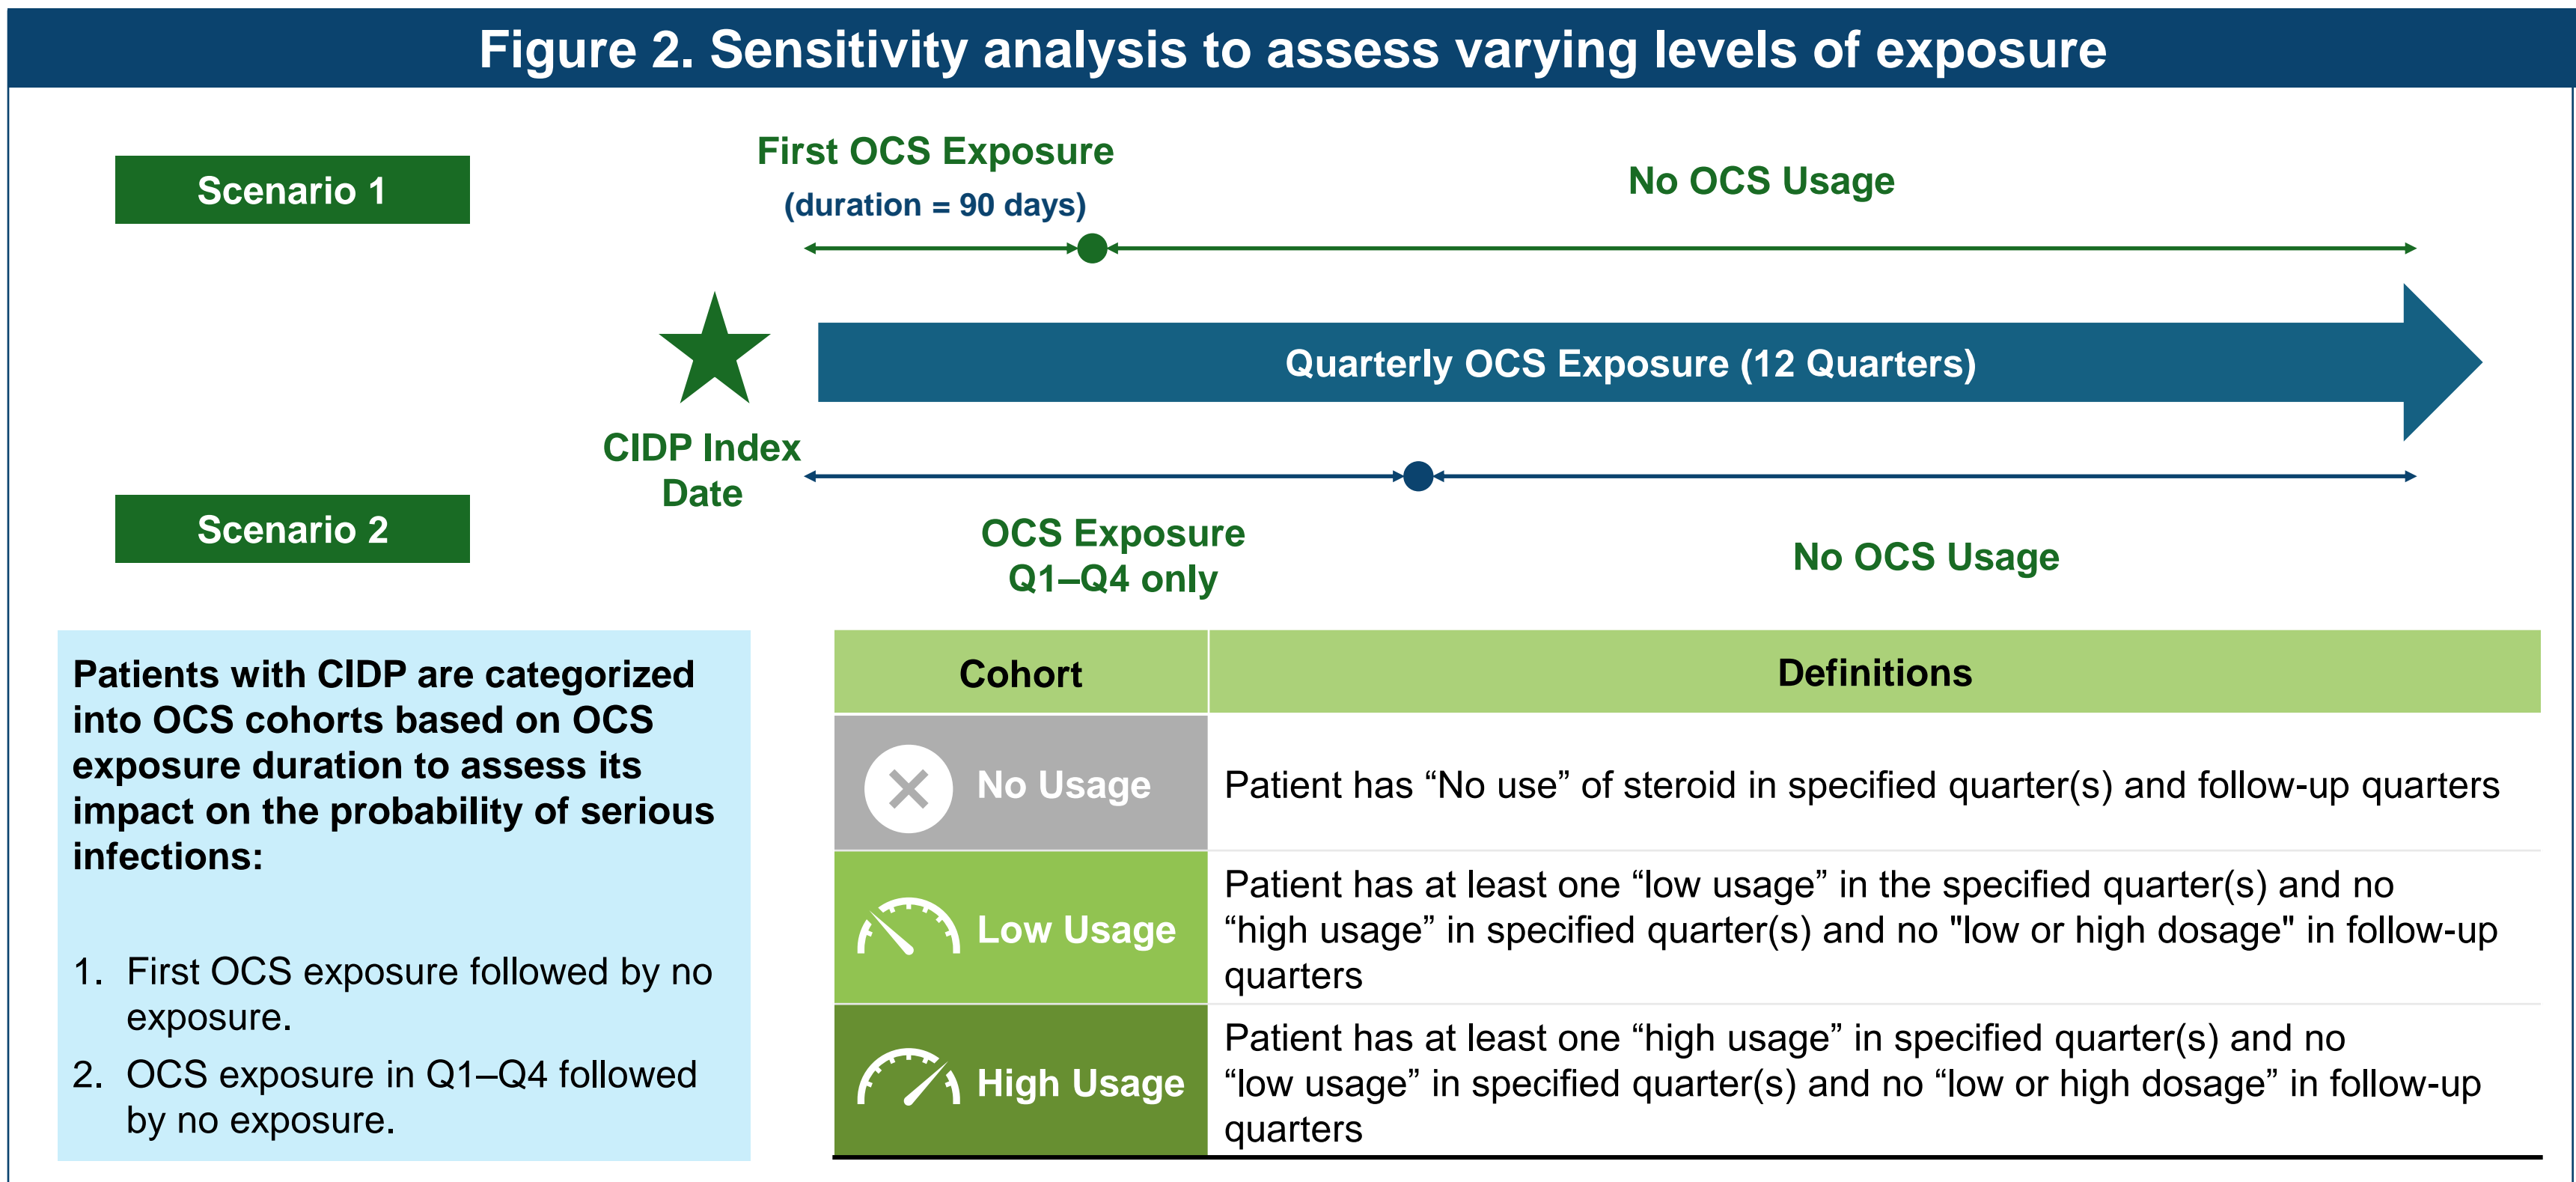 Figure 2. Sensitivity analysis to assess varying levels of exposure
Scenario 1
First OCS Exposure
(duration = 90 days)
No OCS Usage
Quarterly OCS Exposure (12 Quarters)
CIDP Index
Date
Scenario 2
OCS Exposure
Q1–Q4 only
No OCS Usage
Patients with CIDP are categorized
into OCS cohorts based on OCS
exposure duration to assess its
impact on the probability of serious
infections:
1. First OCS exposure followed by no
exposure.
2. OCS exposure in Q1–Q4 followed
by no exposure.
Cohort
Definitions
No Usage
Patient has “No use” of steroid in specified quarter(s) and follow-up quarters
Low Usage
Patient has at least one “low usage” in the specified quarter(s) and no
“high usage” in specified quarter(s) and no "low or high dosage" in follow-up
quarters
High Usage
Patient has at least one “high usage” in specified quarter(s) and no
“low usage” in specified quarter(s) and no “low or high dosage” in follow-up
quarters